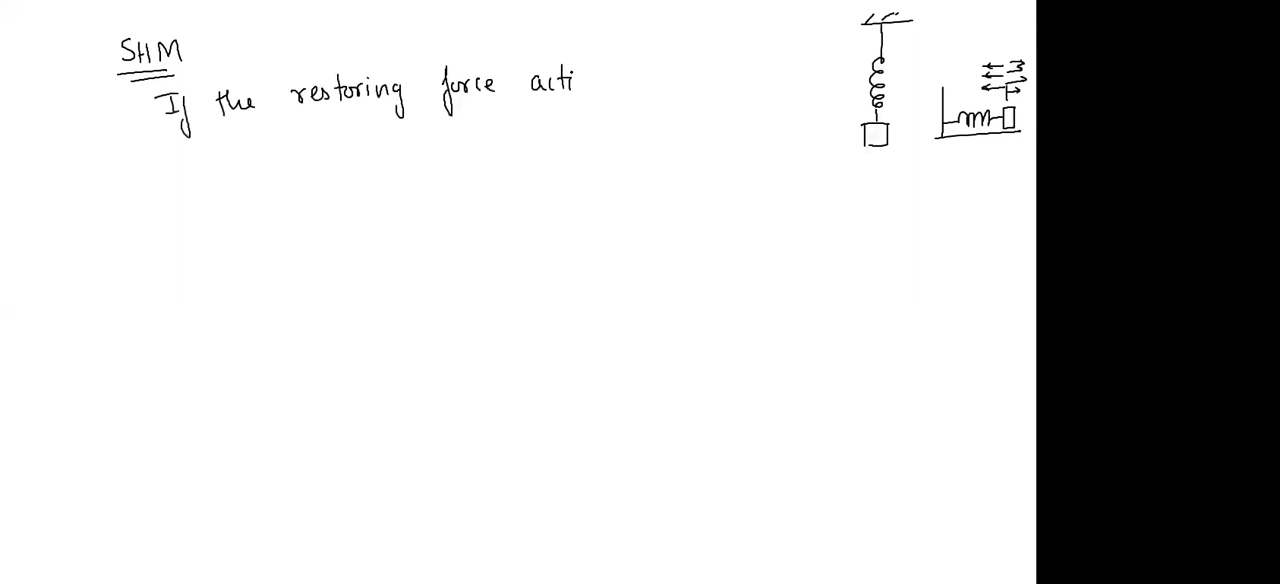 SHM
If the restoring force acti